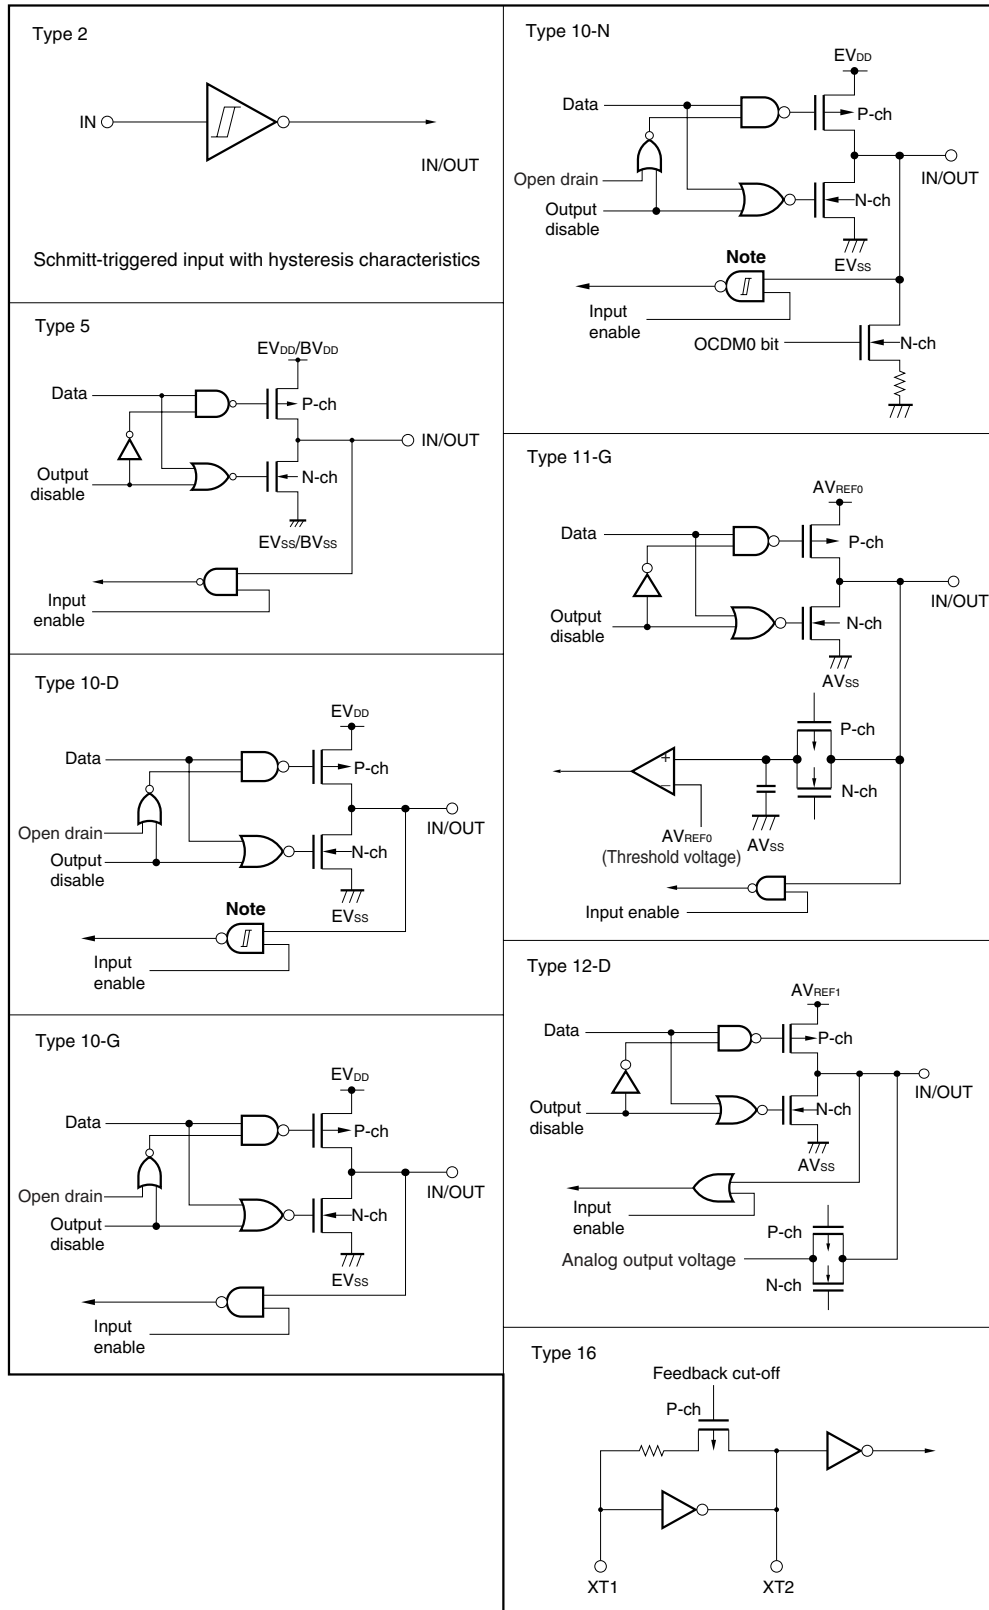 Type 2
IN
IN/OUT
Schmitt-triggered input with hysteresis characteristics
Type 5
EVDD/BVDD
Data
P-ch
IN/OUT
Output
disable
N-ch
EVSS/BVSS
Input
enable
Type 10-D
EVDD
Data
P-ch
IN/OUT
Open drain
Output
disable
N-ch
EVSS
Note
Input
enable
Type 10-G
EVDD
Data
P-ch
IN/OUT
Open drain
Output
disable
N-ch
EVSS
Input
enable
Type 10-N
EVDD
Data
P-ch
IN/OUT
Open drain
Output
disable
N-ch
EVSS
Note
Input
enable
OCDM0 bit
N-ch
Type 11-G
AVREF0
Data
P-ch
IN/OUT
Output
disable
N-ch
AVSS
P-ch
+
−
N-ch
AVREF0
(Threshold voltage)
AVSS
Input enable
Type 12-D
AVREF1
Data
P-ch
IN/OUT
Output
disable
N-ch
AVSS
Input
enable
P-ch
Analog output voltage
N-ch
Type 16
Feedback cut-off
P-ch
XT1
XT2